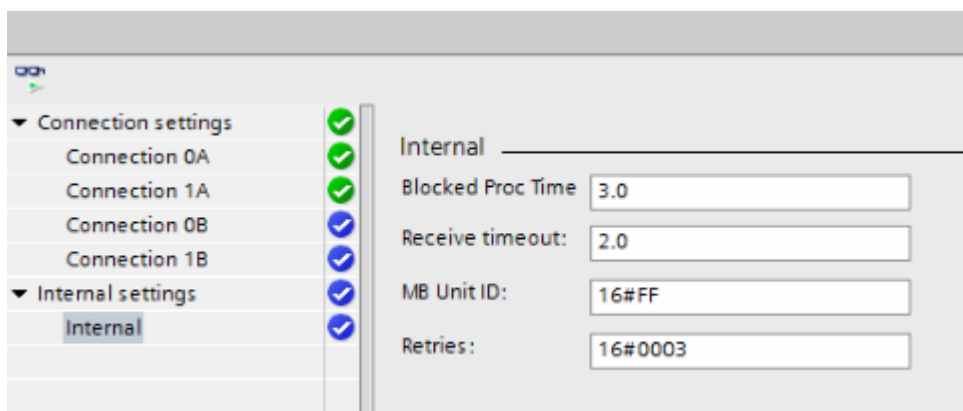 Connection settings
Connection 0A
Connection 1A
Connection 0B
Connection 1B
Internal settings
Internal
Internal
Blocked Proc Time 3.0
Receive timeout: 2.0
MB Unit ID: 16#FF
Retries: 16#0003